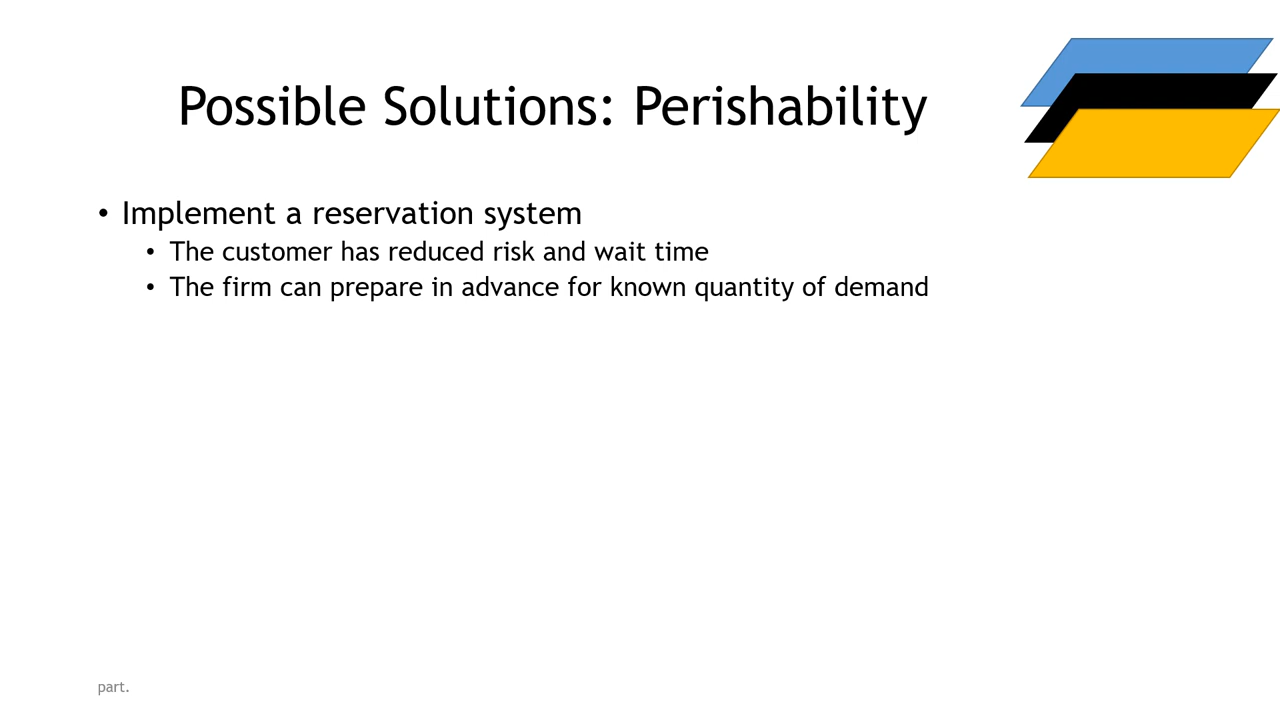 Possible Solutions: Perishability
• Implement a reservation system
• The customer has reduced risk and wait time
• The firm can prepare in advance for known quantity of demand
part.